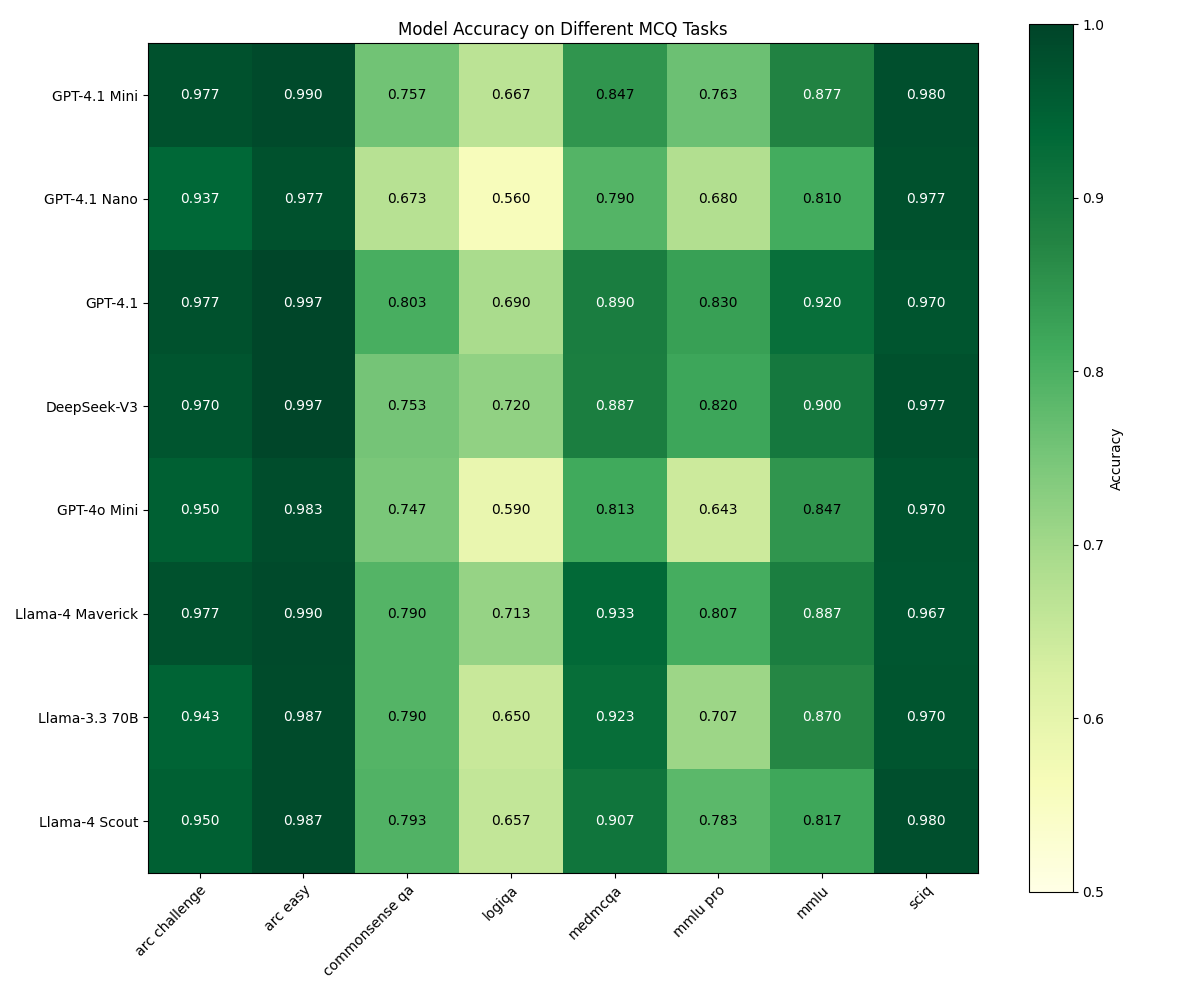 Model Accuracy on Different MCQ Tasks
GPT-4.1 Mini 0.977 0.990 0.757 0.667 0.847 0.763 0.877 0.980
GPT-4.1 Nano 0.937 0.977 0.673 0.560 0.790 0.680 0.810 0.977
GPT-4.1 0.977 0.997 0.803 0.690 0.890 0.830 0.920 0.970
DeepSeek-V3 0.970 0.997 0.753 0.720 0.887 0.820 0.900 0.977
GPT-4o Mini 0.950 0.983 0.747 0.590 0.813 0.643 0.847 0.970
Llama-4 Maverick 0.977 0.990 0.790 0.713 0.933 0.807 0.887 0.967
Llama-3.3 70B 0.943 0.987 0.790 0.650 0.923 0.707 0.870 0.970
Llama-4 Scout 0.950 0.987 0.793 0.657 0.907 0.783 0.817 0.980
arc challenge arc easy commonsense qa logiqa medmcqa mmlu pro mmlu sciq
1.0
0.9
0.8
0.7
0.6
0.5
Accuracy